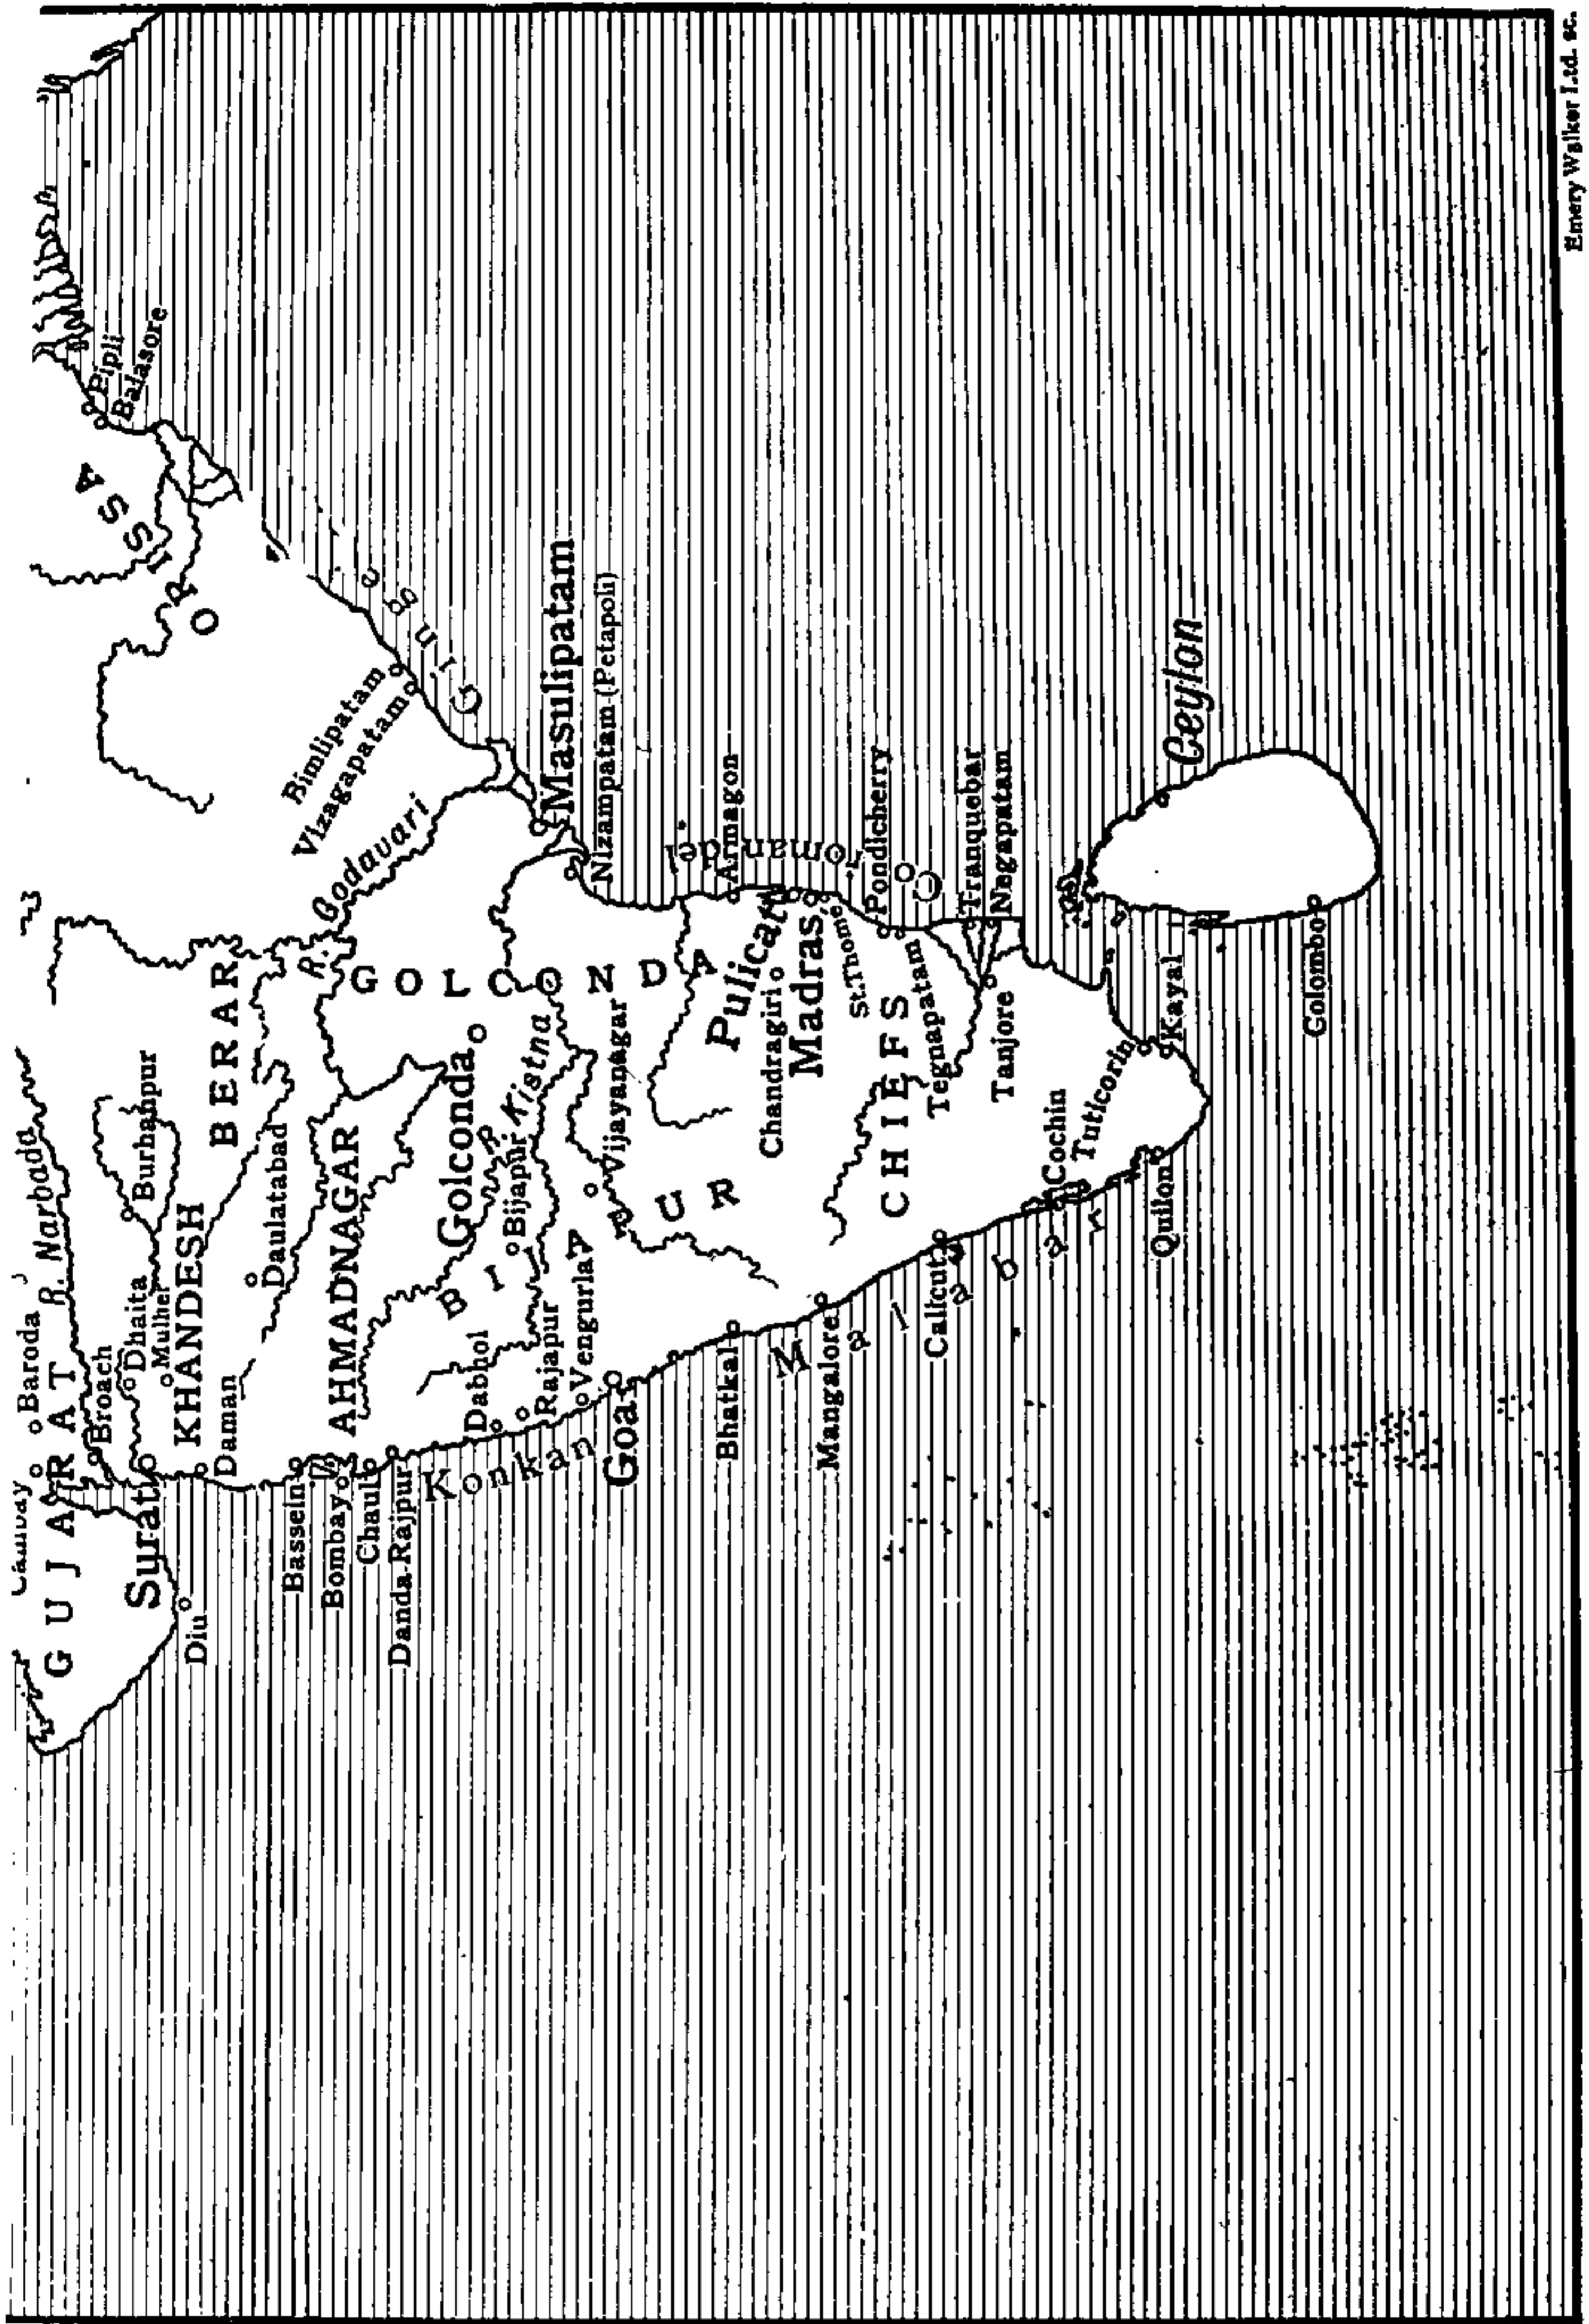 Cambay
Baroda
GUJARAT
R. Narbada
Broach
Surat
Dhaita
Mulher
Burhanpur
Diu
KHANDESH
Daman
BERAR
Daulatabad
Bassein
Bombay
AHMADNAGAR
Chaul
Danda-Rajpur
Konkan
Dabhol
Rajapur
Vengurla
Goa
BIJAPUR
Bijapur
R. Kistna
Golconda
GOLCONDA
R. Godavari
ORISSA
Pipli
Balasore
Bimlipatam
Vizagapatam
Ginge
Masulipatam
Nizampatam (Petapoli)
Vijayanagar
Armagon
Coromandel
Pulicat
Chandragiri
Madras
St. Thome
Bhatkal
Mangalore
Malabar
CHIEFS
Pondicherry
Tegnapatam
Tranquebar
Negapatam
Tanjore
Calicut
Cochin
Tuticorin
Kayal
Quilon
Ceylon
Colombo
Emery Walker Ltd. sc.